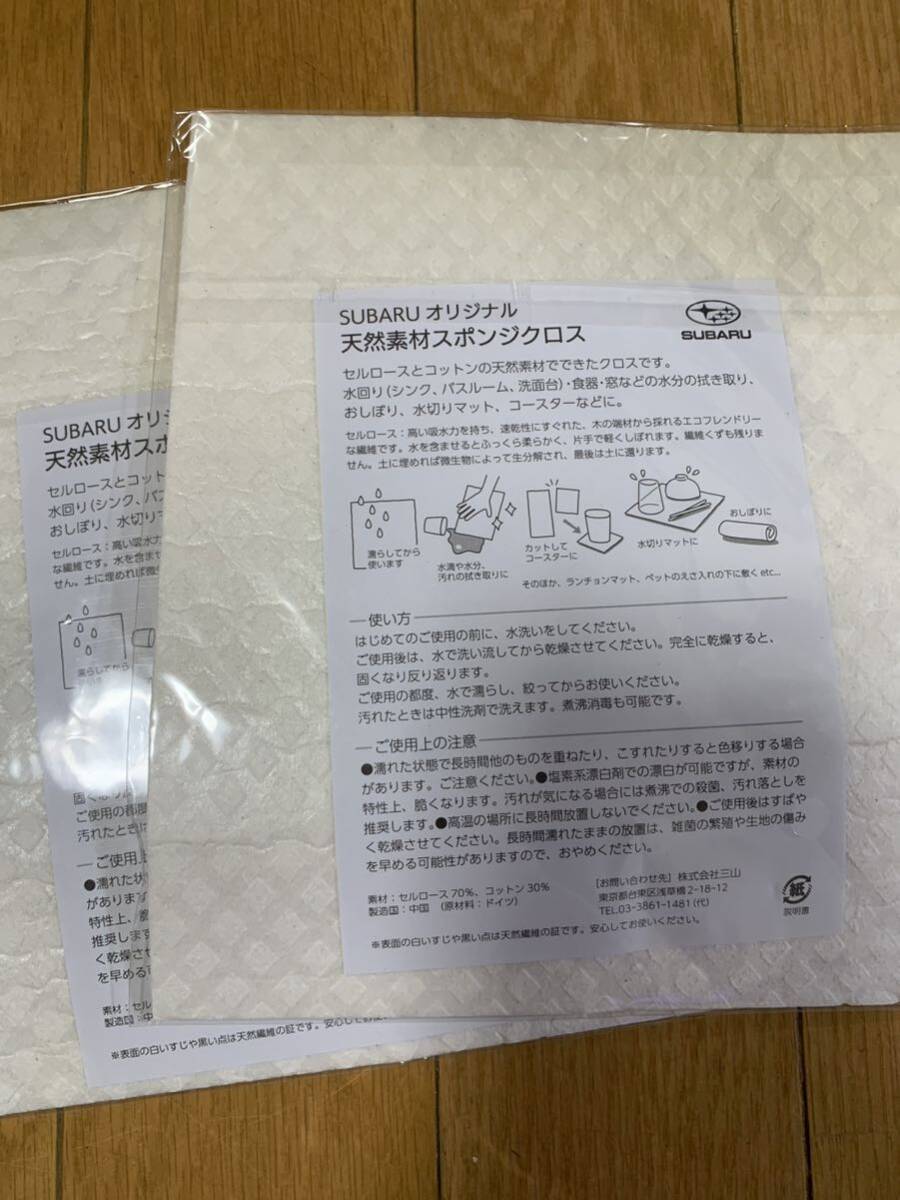 SUBARU オリジナル
天然素材スポンジクロス
SUBARU
セルロースとコットンの天然素材でできたクロスです。
水回り(シンク、バスルーム、洗面台)・食器・窓などの水分の拭き取り、
おしぼり、水切りマット、コースターなどに。
セルロース：高い吸水力を持ち、速乾性にすぐれた、木の端材から採れるエコフレンドリー
な繊維です。水を含ませるとふっくら柔らかく、片手で軽くしぼれます。繊維くずも残りま
せん。土に埋めれば微生物によって生分解され、最後は土に還ります。
濡らしてから
使います
水滴や水分、
汚れの拭き取りに
カットして
コースターに
水切りマットに
おしぼりに
そのほか、ランチョンマット、ペットのえさ入れの下に敷く etc...
使い方
はじめてのご使用の前に、水洗いをしてください。
ご使用後は、水で洗い流してから乾燥させてください。完全に乾燥すると、
固くなり反り返ります。
ご使用の都度、水で濡らし、絞ってからお使いください。
汚れたときは中性洗剤で洗えます。煮沸消毒も可能です。
ご使用上の注意
●濡れた状態で長時間他のものを重ねたり、こすれたりすると色移りする場合
があります。ご注意ください。●塩素系漂白剤での漂白が可能ですが、素材の
特性上、脆くなります。汚れが気になる場合には煮沸での殺菌、汚れ落としを
推奨します。●高温の場所に長時間放置しないでください。●ご使用後はすばや
く乾燥させてください。長時間濡れたままの放置は、雑菌の繁殖や生地の傷み
を早める可能性がありますので、おやめください。
素材：セルロース70%、コットン30%
製造国：中国 (原材料：ドイツ)
[お問い合わせ先] 株式会社三山
東京都台東区浅草橋2-18-12
TEL03-3861-1481(代)
※表面の白いすじや黒い点は天然繊維の証です。安心してお使いください。
紙
説明書
SUBARU オリジ
天然素材スポ
セルロースとコット
水回り(シンク、バス
おしぼり、水切り
セルロース：高い吸水力
な繊維です。水を含ませ
せん。土に埋めれば微生
濡らしてから
固くなり
ご使用の都度
汚れたときは
ご使用上
●濡れた状
があります
特性上、脆
推奨します
く乾燥させ
を早める可
素材：セル
製造国：中
※表面の白いすじや黒い点は天然繊維の証です。安心して